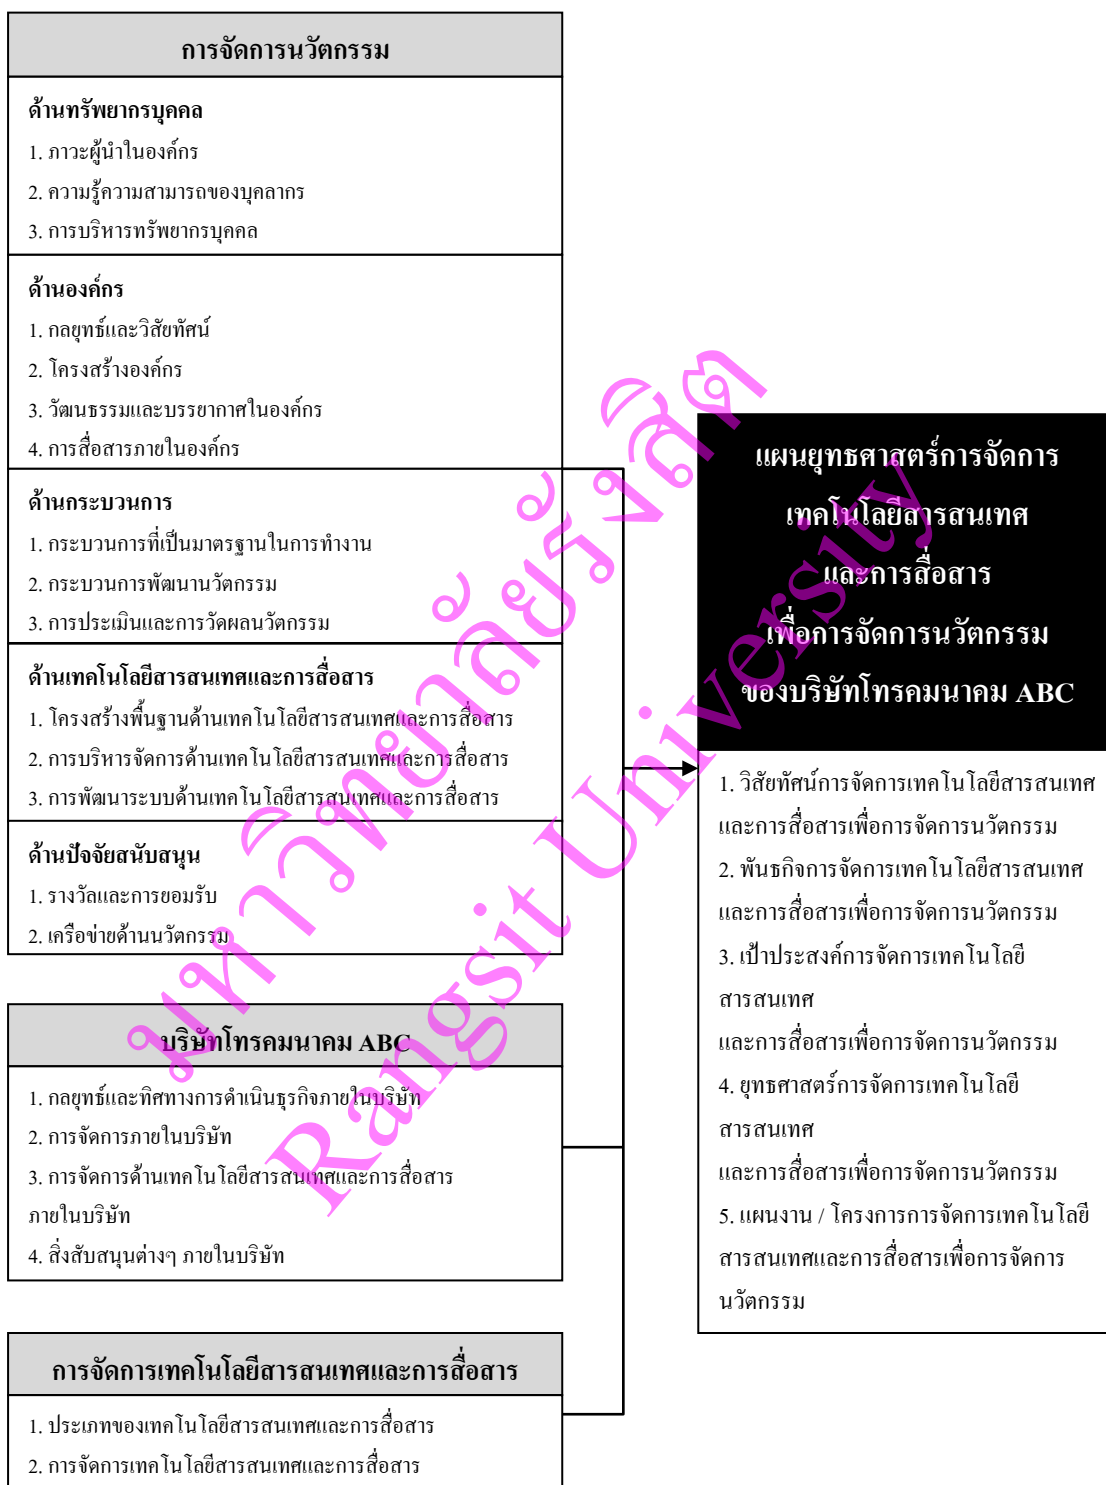 การจัดการนวัตกรรม
ด้านทรัพยากรบุคคล
1. ภาวะผู้นำในองค์กร
2. ความรู้ความสามารถของบุคลากร
3. การบริหารทรัพยากรบุคคล
ด้านองค์กร
1. กลยุทธ์และวิสัยทัศน์
2. โครงสร้างองค์กร
3. วัฒนธรรมและบรรยากาศในองค์กร
4. การสื่อสารภายในองค์กร
ด้านกระบวนการ
1. กระบวนการที่เป็นมาตรฐานในการทำงาน
2. กระบวนการพัฒนานวัตกรรม
3. การประเมินและการวัดผลนวัตกรรม
ด้านเทคโนโลยีสารสนเทศและการสื่อสาร
1. โครงสร้างพื้นฐานด้านเทคโนโลยีสารสนเทศและการสื่อสาร
2. การบริหารจัดการด้านเทคโนโลยีสารสนเทศและการสื่อสาร
3. การพัฒนาระบบด้านเทคโนโลยีสารสนเทศและการสื่อสาร
ด้านปัจจัยสนับสนุน
1. รางวัลและการยอมรับ
2. เครือข่ายด้านนวัตกรรม
บริษัทโทรคมนาคม ABC
1. กลยุทธ์และทิศทางการดำเนินธุรกิจภายในบริษัท
2. การจัดการภายในบริษัท
3. การจัดการด้านเทคโนโลยีสารสนเทศและการสื่อสาร
ภายในบริษัท
4. สิ่งสับสนุนต่างๆ ภายในบริษัท
การจัดการเทคโนโลยีสารสนเทศและการสื่อสาร
1. ประเภทของเทคโนโลยีสารสนเทศและการสื่อสาร
2. การจัดการเทคโนโลยีสารสนเทศและการสื่อสาร
แผนยุทธศาสตร์การจัดการ
เทคโนโลยีสารสนเทศ
และการสื่อสาร
เพื่อการจัดการนวัตกรรม
ของบริษัทโทรคมนาคม ABC
1. วิสัยทัศน์การจัดการเทคโนโลยีสารสนเทศ
และการสื่อสารเพื่อการจัดการนวัตกรรม
2. พันธกิจการจัดการเทคโนโลยีสารสนเทศ
และการสื่อสารเพื่อการจัดการนวัตกรรม
3. เป้าประสงค์การจัดการเทคโนโลยี
สารสนเทศ
และการสื่อสารเพื่อการจัดการนวัตกรรม
4. ยุทธศาสตร์การจัดการเทคโนโลยี
สารสนเทศ
และการสื่อสารเพื่อการจัดการนวัตกรรม
5. แผนงาน / โครงการการจัดการเทคโนโลยี
สารสนเทศและการสื่อสารเพื่อการจัดการ
นวัตกรรม
มหาวิทยาลัยรังสิต
Rangsit University